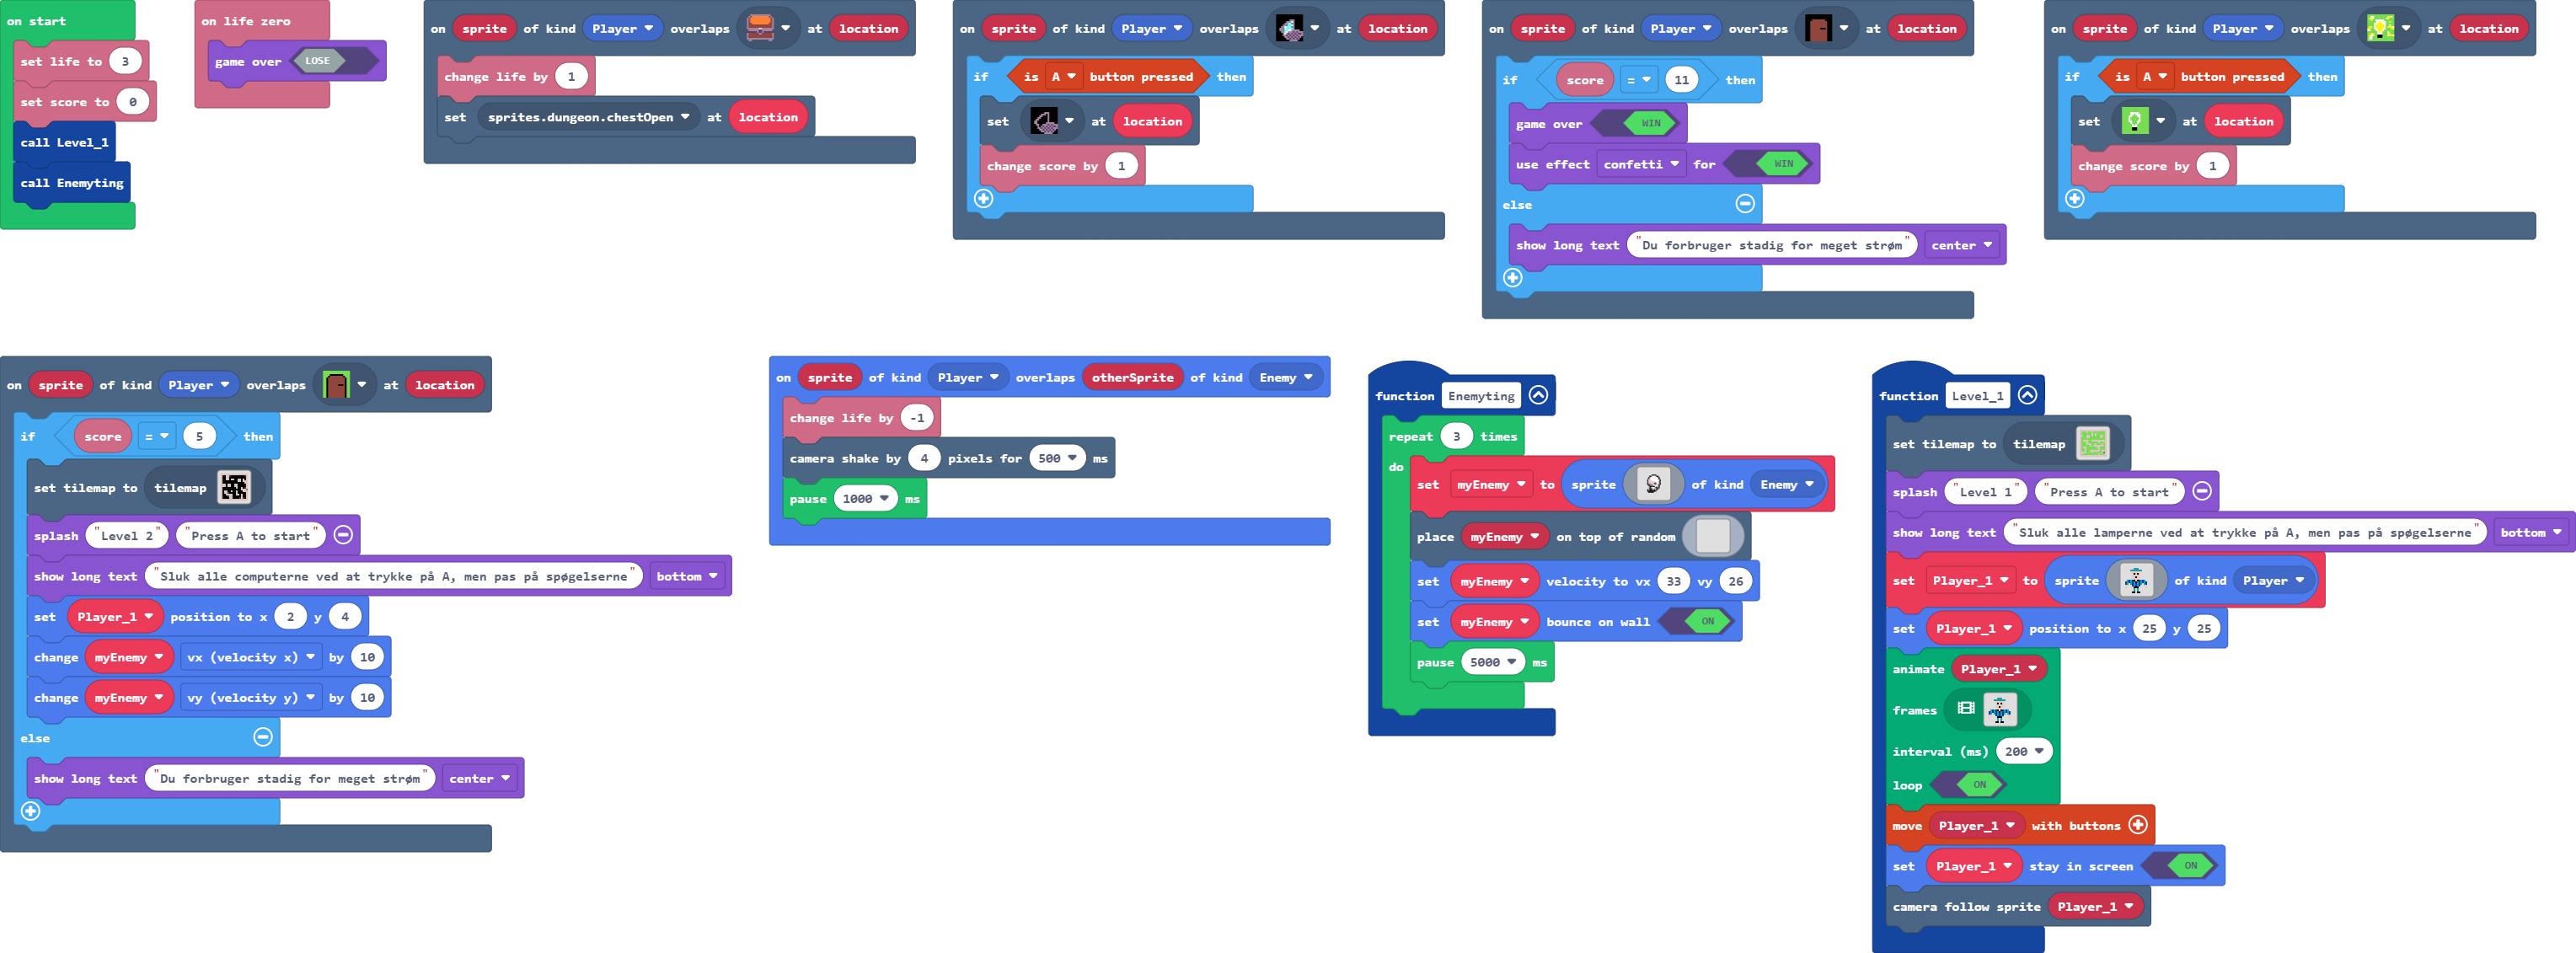 on start
set life to 3
set score to 0
call Level_1
call Enemyting
on life zero
game over LOSE
on sprite of kind Player overlaps at location
change life by 1
set sprites.dungeon.chestOpen at location
on sprite of kind Player overlaps at location
if is A button pressed then
set at location
change score by 1
on sprite of kind Player overlaps at location
if score = 11 then
game over WIN
use effect confetti for WIN
else
show long text "Du forbruger stadig for meget strøm" center
on sprite of kind Player overlaps at location
if is A button pressed then
set at location
change score by 1
on sprite of kind Player overlaps at location
if score = 5 then
set tilemap to tilemap
splash "Level 2" "Press A to start"
show long text "Sluk alle computerne ved at trykke på A, men pas på spøgelserne" bottom
set Player_1 position to x 2 y 4
change myEnemy vx (velocity x) by 10
change myEnemy vy (velocity y) by 10
else
show long text "Du forbruger stadig for meget strøm" center
on sprite of kind Player overlaps otherSprite of kind Enemy
change life by -1
camera shake by 4 pixels for 500 ms
pause 1000 ms
function Enemyting
repeat 3 times
do
set myEnemy to sprite of kind Enemy
place myEnemy on top of random
set myEnemy velocity to vx 33 vy 26
set myEnemy bounce on wall ON
pause 5000 ms
function Level_1
set tilemap to tilemap
splash "Level 1" "Press A to start"
show long text "Sluk alle lamperne ved at trykke på A, men pas på spøgelserne" bottom
set Player_1 to sprite of kind Player
set Player_1 position to x 25 y 25
animate Player_1
frames
interval (ms) 200
loop ON
move Player_1 with buttons
set Player_1 stay in screen ON
camera follow sprite Player_1